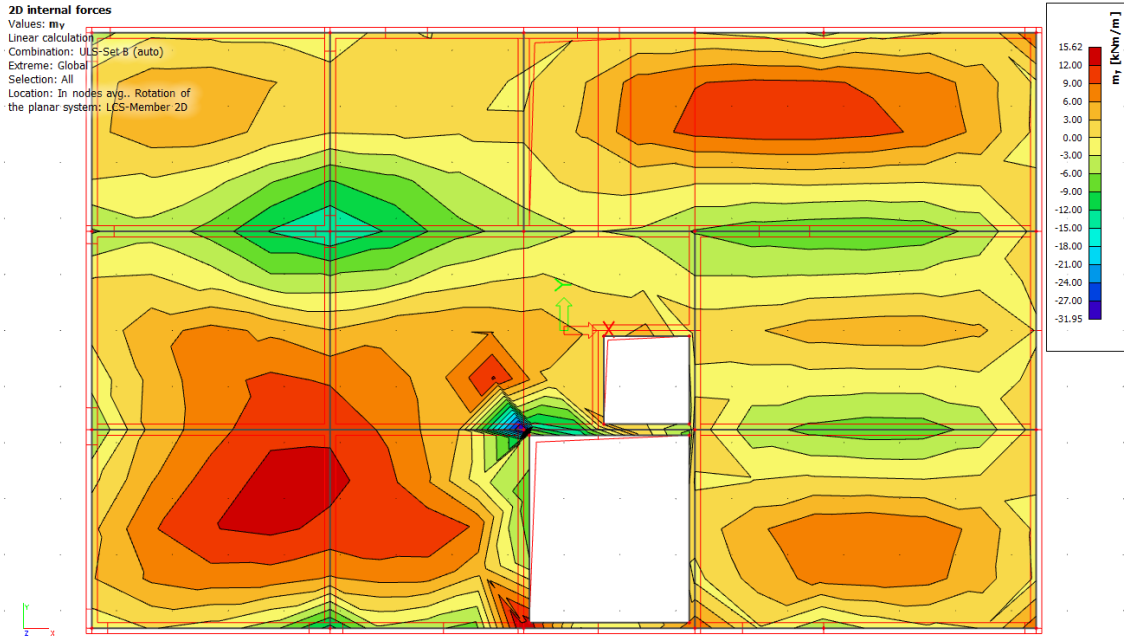 2D internal forces
Values: my
Linear calculation
Combination: ULS-Set B (auto)
Extreme: Global
Selection: All
Location: In nodes avg.. Rotation of
the planar system: LCS-Member 2D
my [kNm/m]
15.62
12.00
9.00
6.00
3.00
0.00
-3.00
-6.00
-9.00
-12.00
-15.00
-18.00
-21.00
-24.00
-27.00
-31.95
Y
X
Y
Z
X